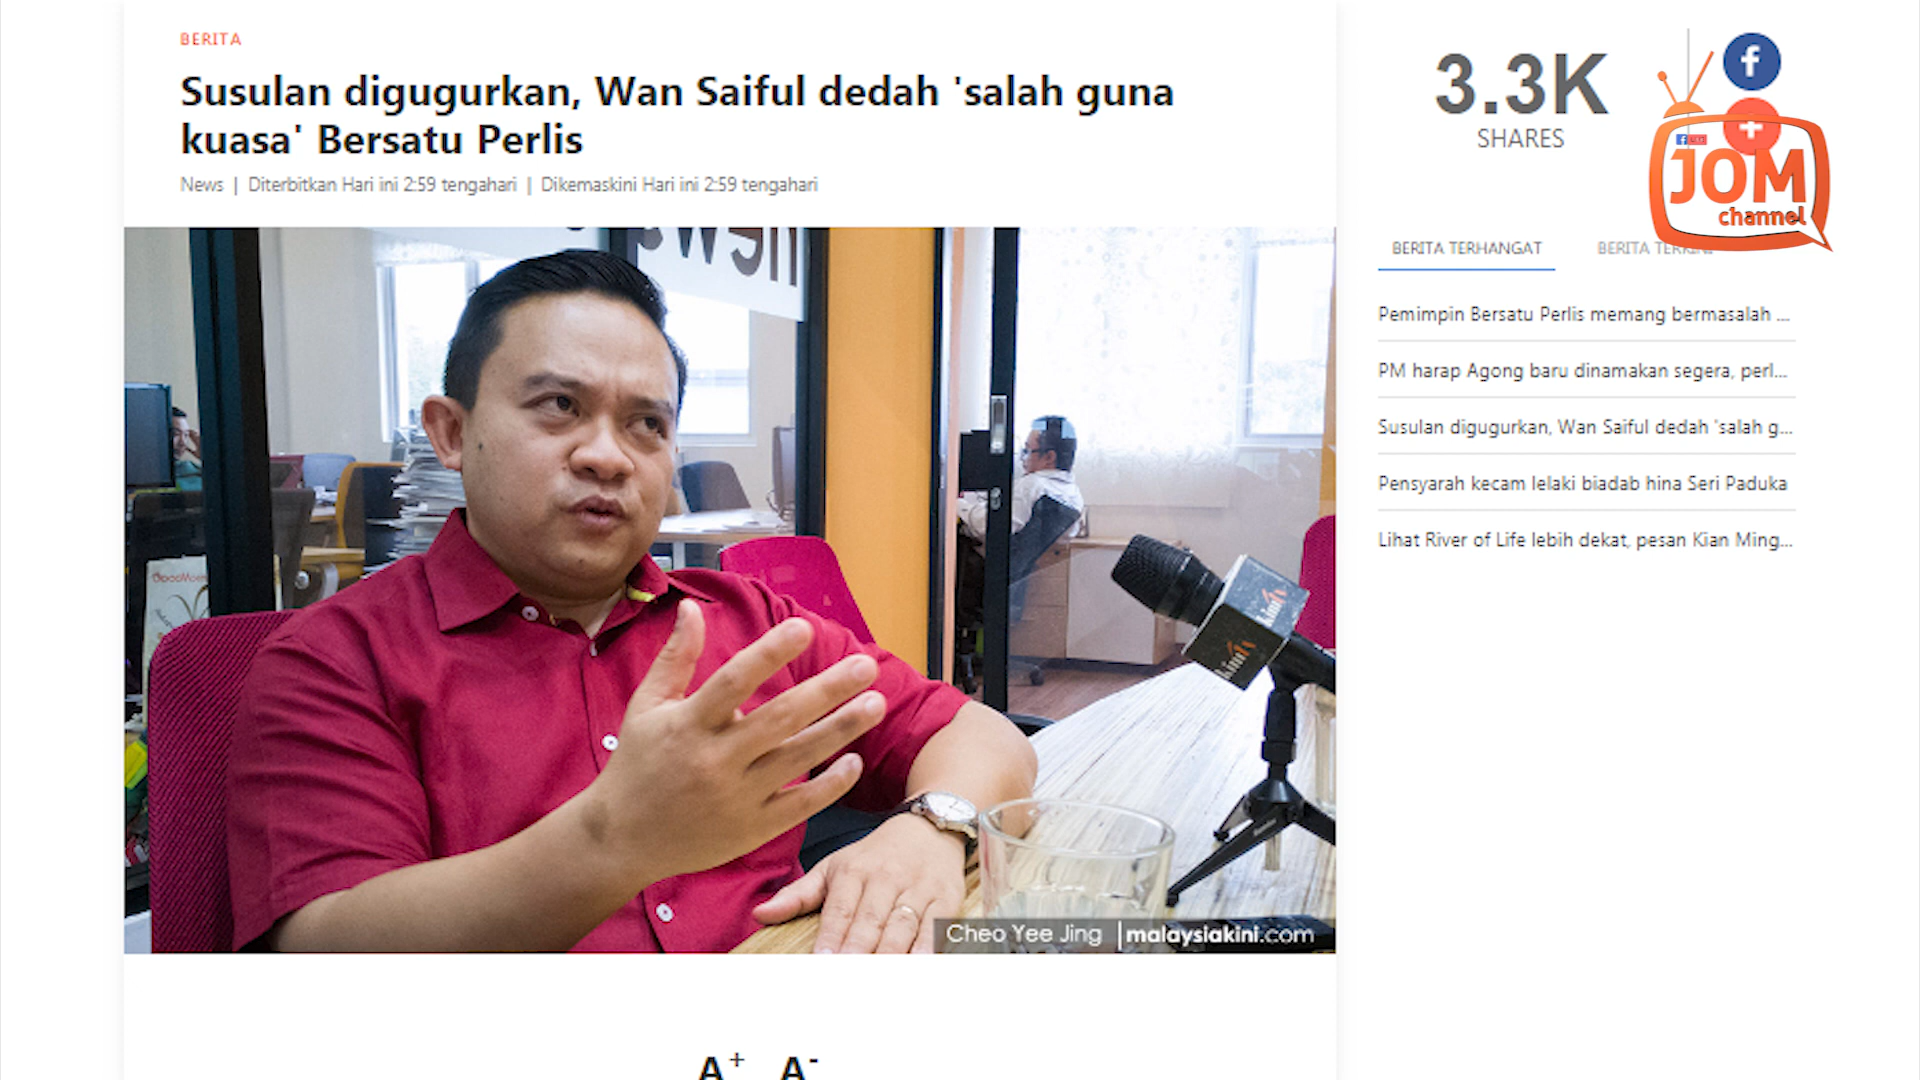 BERITA
Susulan digugurkan, Wan Saiful dedah 'salah guna
kuasa' Bersatu Perlis
News | Diterbitkan Hari ini 2:59 tengahari | Dikemaskini Hari ini 2:59 tengahari
3.3K
SHARES
f
+
JOM
channel
BERITA TERHANGAT
BERITA
Pemimpin Bersatu Perlis memang bermasalah ...
PM harap Agong baru dinamakan segera, perl...
Susulan digugurkan, Wan Saiful dedah 'salah g...
Pensyarah kecam lelaki biadab hina Seri Paduka
Lihat River of Life lebih dekat, pesan Kian Ming...
news
kini
Cheo Yee Jing | malaysiakini.com
A+ A-